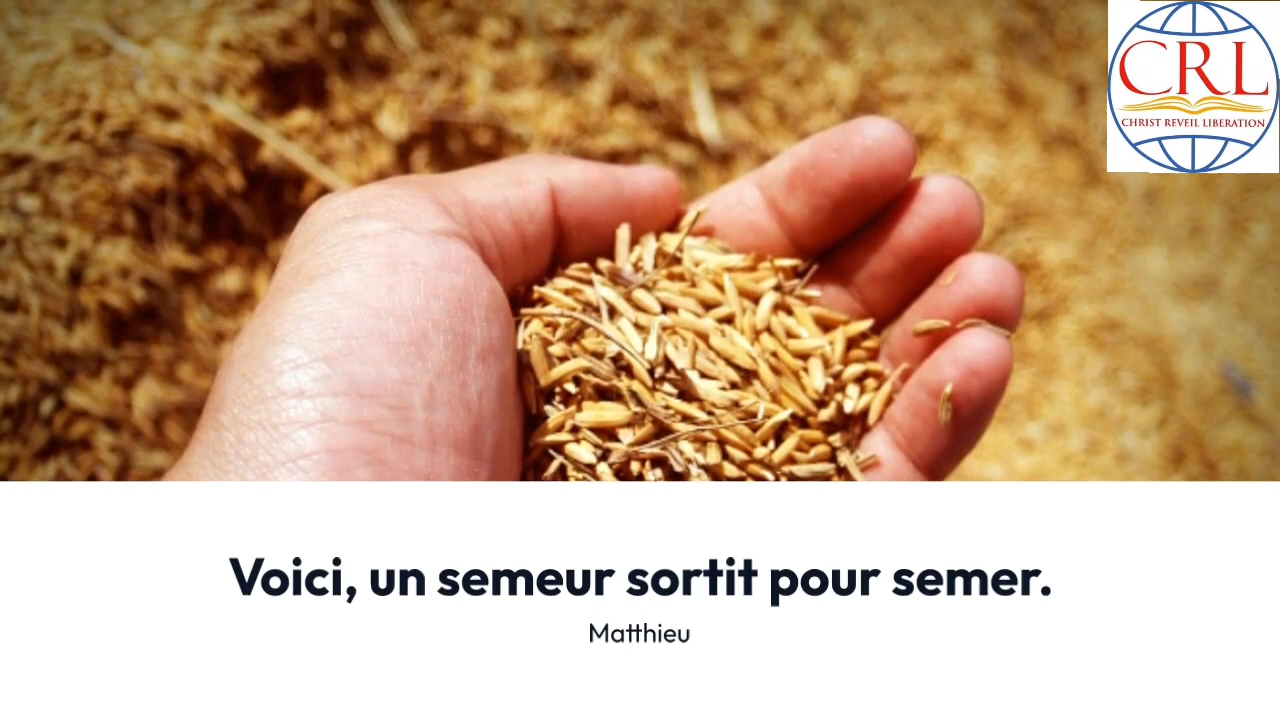 CRL
CHRIST REVEIL LIBERATION
Voici, un semeur sortit pour semer.
Matthieu